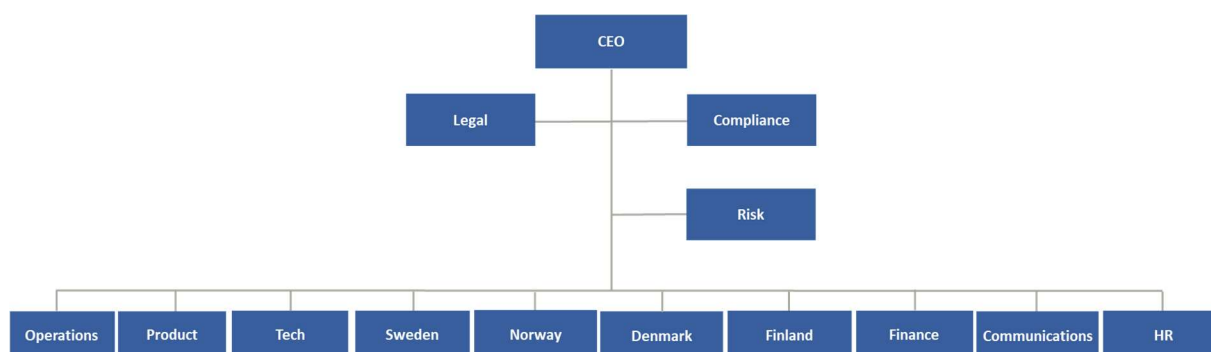 CEO
Legal
Compliance
Risk
Operations
Product
Tech
Sweden
Norway
Denmark
Finland
Finance
Communications
HR